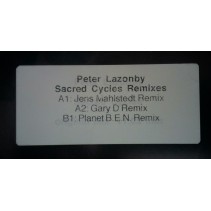 Peter Lazonby
Sacred Cycles Remixes
A1: Jens Mahlstedt Remix
A2: Gary D Remix
B1: Planet B.E.N. Remix